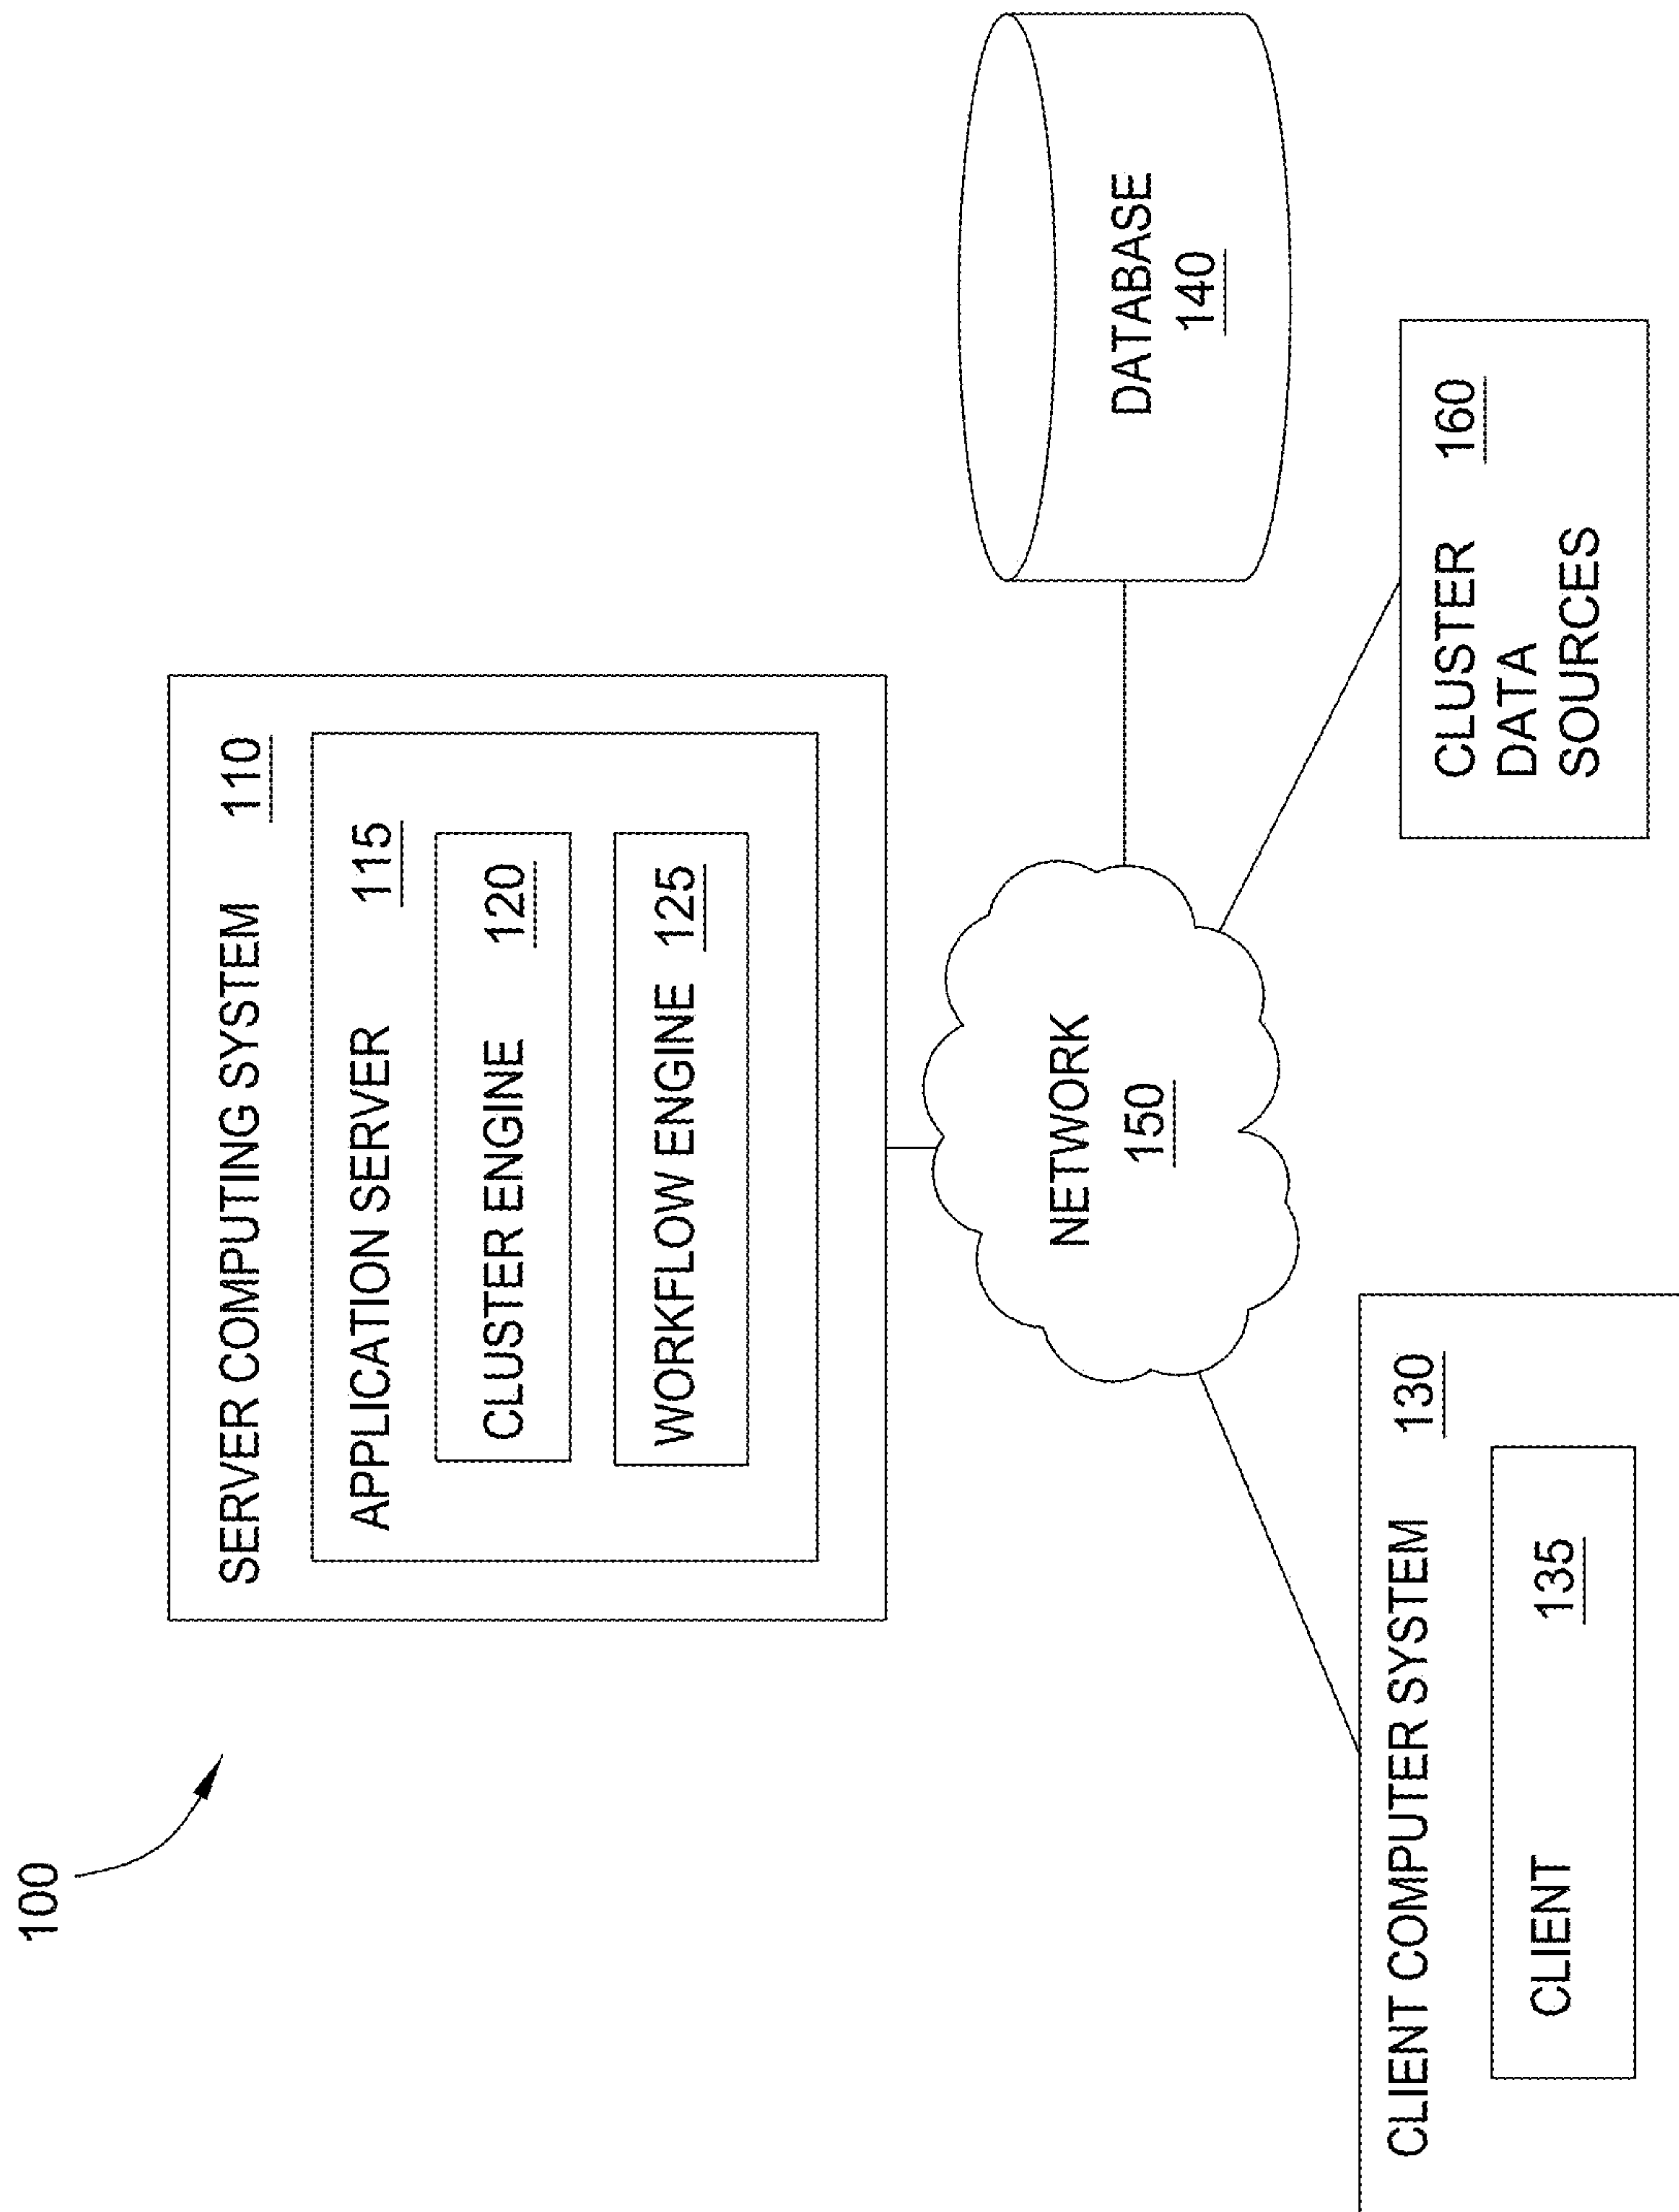 100
SERVER COMPUTING SYSTEM 110
APPLICATION SERVER 115
CLUSTER ENGINE 120
WORKFLOW ENGINE 125
NETWORK
150
DATABASE
140
CLIENT COMPUTER SYSTEM 130
CLIENT 135
CLUSTER 160
DATA
SOURCES